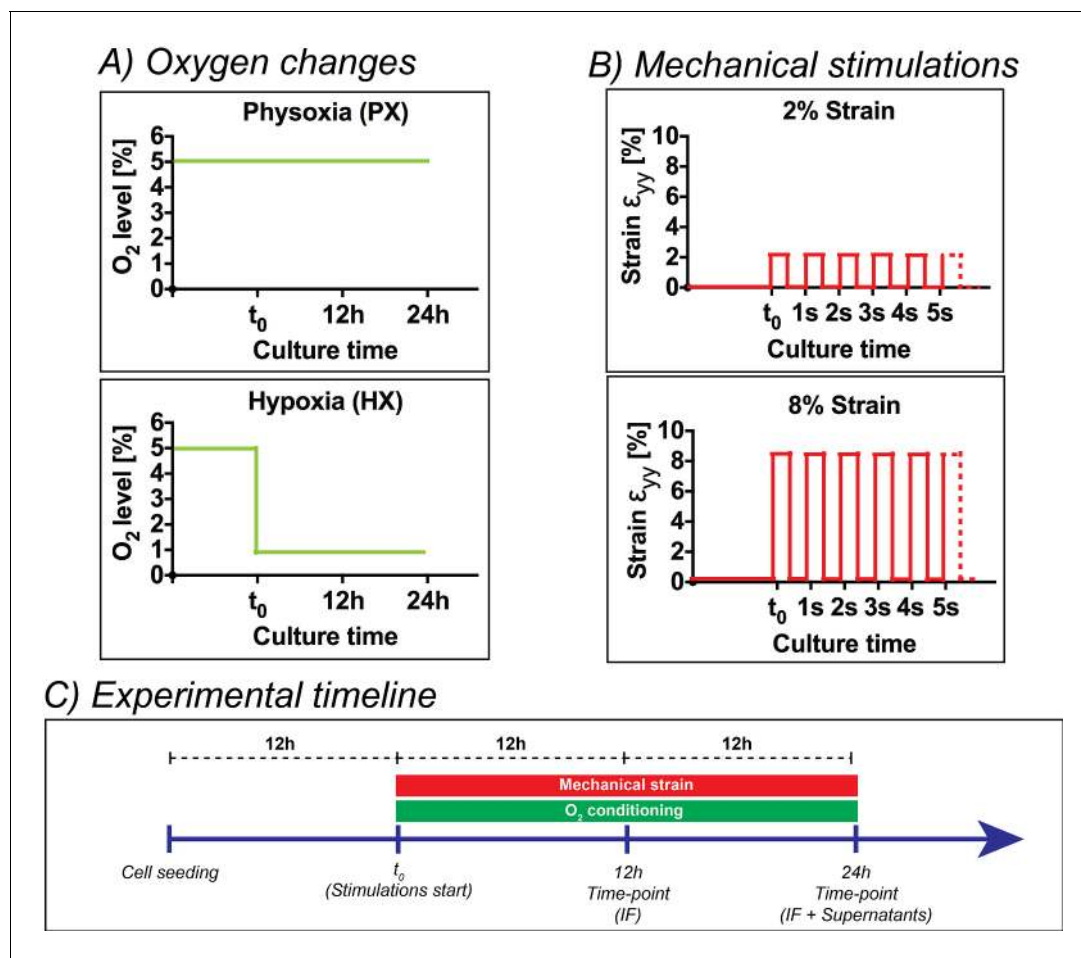 A) Oxygen changes
Physoxia (PX)
O₂ level [%]
6
5
4
3
2
1
0
t₀ 12h 24h
Culture time
Hypoxia (HX)
O₂ level [%]
6
5
4
3
2
1
0
t₀ 12h 24h
Culture time
B) Mechanical stimulations
2% Strain
Strain εyy [%]
10
8
6
4
2
0
t₀ 1s 2s 3s 4s 5s
Culture time
8% Strain
Strain εyy [%]
10
8
6
4
2
0
t₀ 1s 2s 3s 4s 5s
Culture time
C) Experimental timeline
12h 12h 12h
Mechanical strain
O₂ conditioning
Cell seeding
t₀
(Stimulations start)
12h
Time-point
(IF)
24h
Time-point
(IF + Supernatants)